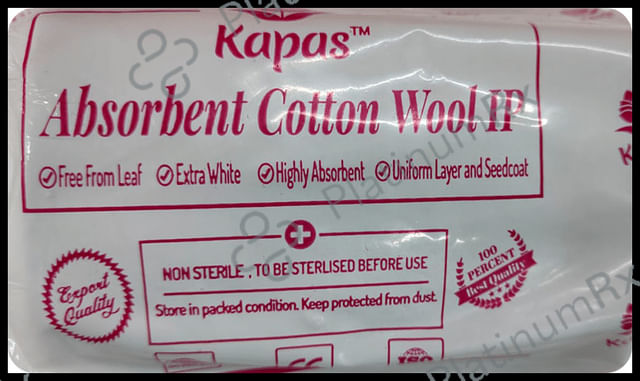 Kapas™
Absorbent Cotton Wool IP
Free From Leaf Extra White Highly Absorbent Uniform Layer and Seedcoat
NON STERILE , TO BE STERLISED BEFORE USE
Store in packed condition. Keep protected from dust.
Export
Quality
100
PERCENT
Best Quality
ISO
PlatinumRx
PlatinumRx